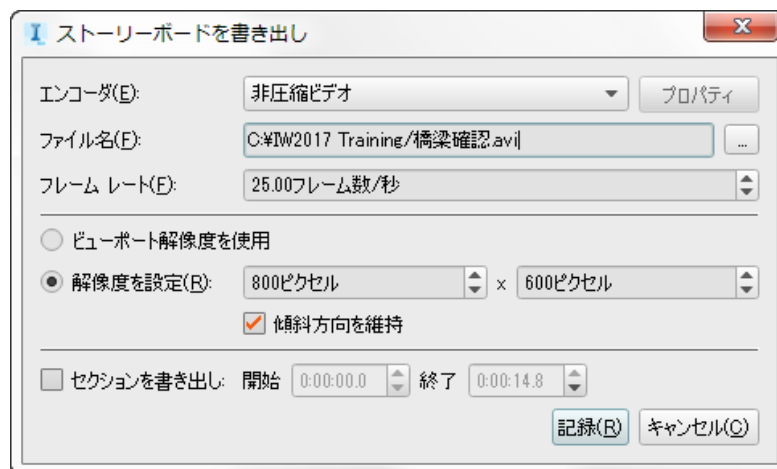 ストーリーボードを書き出し
エンコーダ(E): 非圧縮ビデオ プロパティ
ファイル名(F): C:¥IW2017 Training/橋梁確認.avi ...
フレーム レート(F): 25.00フレーム数/秒
ビューポート解像度を使用
解像度を設定(R): 800ピクセル x 600ピクセル
傾斜方向を維持
セクションを書き出し: 開始 0:00:00.0 終了 0:00:14.8
記録(R) キャンセル(C)